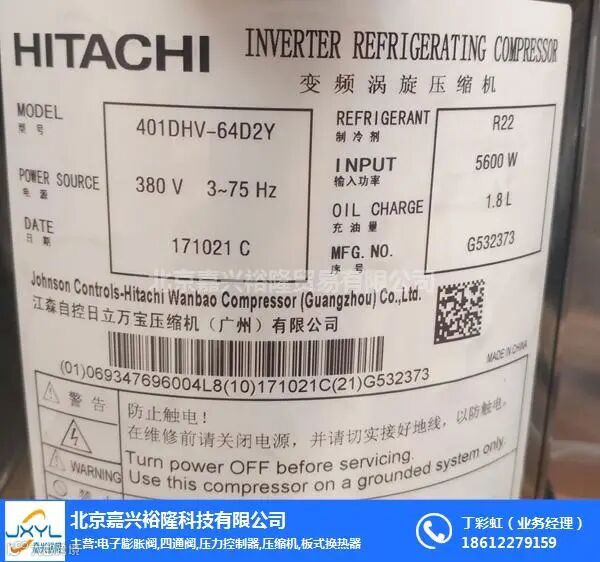 HITACHI
INVERTER REFRIGERATING COMPRESSOR
变频涡旋压缩机
MODEL
型号
401DHV-64D2Y
REFRIGERANT
制冷剂
R22
POWER SOURCE
电源
380 V 3~75 Hz
INPUT
输入功率
5600 W
DATE
日期
171021 C
OIL CHARGE
充油量
1.8 L
MFG. NO.
序号
G532373
北京嘉兴裕隆贸易有限公司
Johnson Controls-Hitachi Wanbao Compressor (Guangzhou) Co., Ltd.
江森自控日立万宝压缩机（广州）有限公司
MADE IN CHINA
(01)069347696004L8(10)171021C(21)G532373
警告
防止触电!
在维修前请关闭电源，并请切实接好地线，以防触电。
WARNING
Turn power OFF before servicing.
Use this compressor on a grounded system only.
禁止
JXYL
北京嘉兴裕隆科技有限公司
主营:电子膨胀阀,四通阀,压力控制器,压缩机,板式换热器
丁彩虹（业务经理）
18612279159